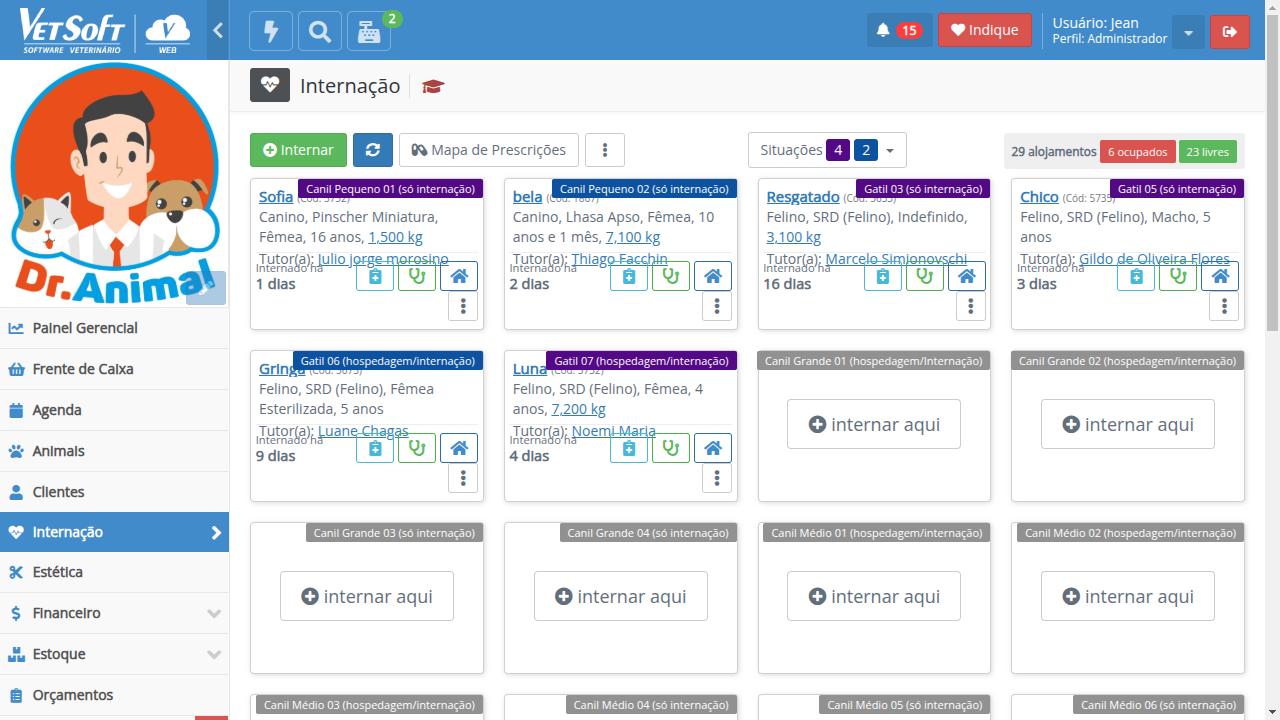 VETSOFT
SOFTWARE VETERINÁRIO
WEB
2
15
Indique
Usuário: Jean
Perfil: Administrador
Dr.Animal
Internação
Internar
Mapa de Prescrições
Situações 4 2
29 alojamentos 6 ocupados 23 livres
Painel Gerencial
Frente de Caixa
Agenda
Animais
Clientes
Internação
Estética
Financeiro
Estoque
Orçamentos
Canil Pequeno 01 (só internação)
Sofia
Canino, Pinscher Miniatura,
Fêmea, 16 anos, 1,500 kg
Tutor(a): Julio jorge morosino
Internado há
1 dias
Canil Pequeno 02 (só internação)
bela
Canino, Lhasa Apso, Fêmea, 10
anos e 1 mês, 7,100 kg
Tutor(a): Thiago Facchin
Internado há
2 dias
Gatil 03 (só internação)
Resgatado
Felino, SRD (Felino), Indefinido,
3,100 kg
Tutor(a): Marcelo Simionovschi
Internado há
16 dias
Gatil 05 (só internação)
Chico (Cód: 5735)
Felino, SRD (Felino), Macho, 5
anos
Tutor(a): Gildo de Oliveira Flores
Internado há
3 dias
Gatil 06 (hospedagem/internação)
Gringa
Felino, SRD (Felino), Fêmea
Esterilizada, 5 anos
Tutor(a): Luane Chagas
Internado há
9 dias
Gatil 07 (hospedagem/internação)
Luna
Felino, SRD (Felino), Fêmea, 4
anos, 7,200 kg
Tutor(a): Noemi Maria
Internado há
4 dias
Canil Grande 01 (hospedagem/Internação)
internar aqui
Canil Grande 02 (hospedagem/Internação)
internar aqui
Canil Grande 03 (só internação)
internar aqui
Canil Grande 04 (só internação)
internar aqui
Canil Médio 01 (hospedagem/internação)
internar aqui
Canil Médio 02 (hospedagem/internação)
internar aqui
Canil Médio 03 (hospedagem/internação)
Canil Médio 04 (só internação)
Canil Médio 05 (só internação)
Canil Médio 06 (só internação)